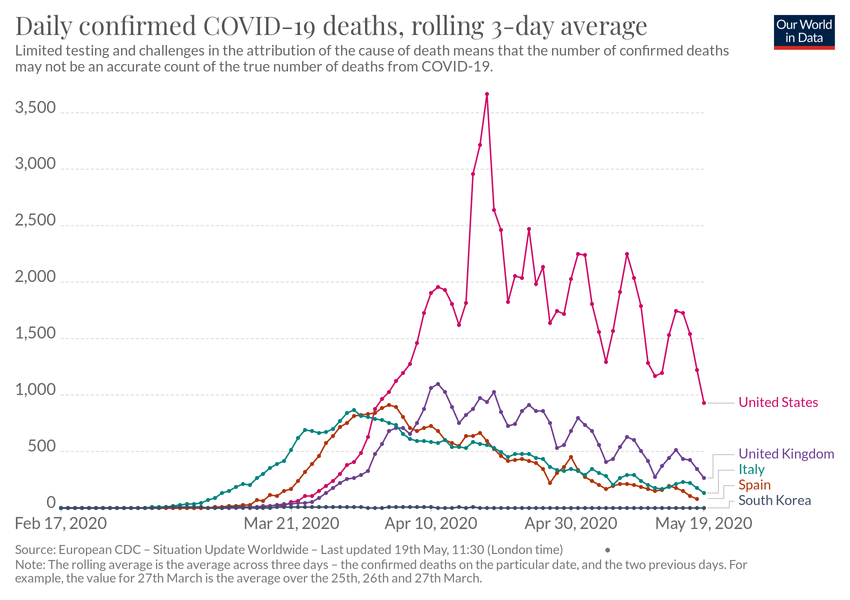 Daily confirmed COVID-19 deaths, rolling 3-day average
Our World
in Data
Limited testing and challenges in the attribution of the cause of death means that the number of confirmed deaths
may not be an accurate count of the true number of deaths from COVID-19.
3,500
3,000
2,500
2,000
1,500
1,000
500
0
United States
United Kingdom
Italy
Spain
South Korea
Feb 17, 2020
Mar 21, 2020
Apr 10, 2020
Apr 30, 2020
May 19, 2020
Source: European CDC – Situation Update Worldwide – Last updated 19th May, 11:30 (London time)
Note: The rolling average is the average across three days – the confirmed deaths on the particular date, and the two previous days. For
example, the value for 27th March is the average over the 25th, 26th and 27th March.